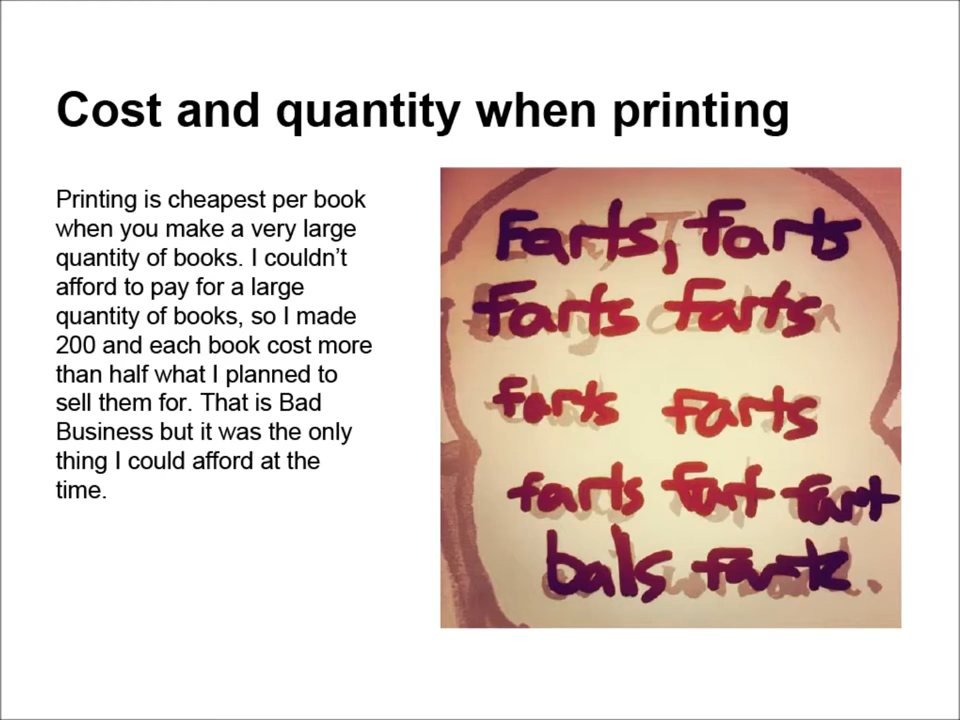 Cost and quantity when printing
Printing is cheapest per book
when you make a very large
quantity of books. I couldn’t
afford to pay for a large
quantity of books, so I made
200 and each book cost more
than half what I planned to
sell them for. That is Bad
Business but it was the only
thing I could afford at the
time.
Farts, farts
farts farts
farts farts
farts fart fart
balls